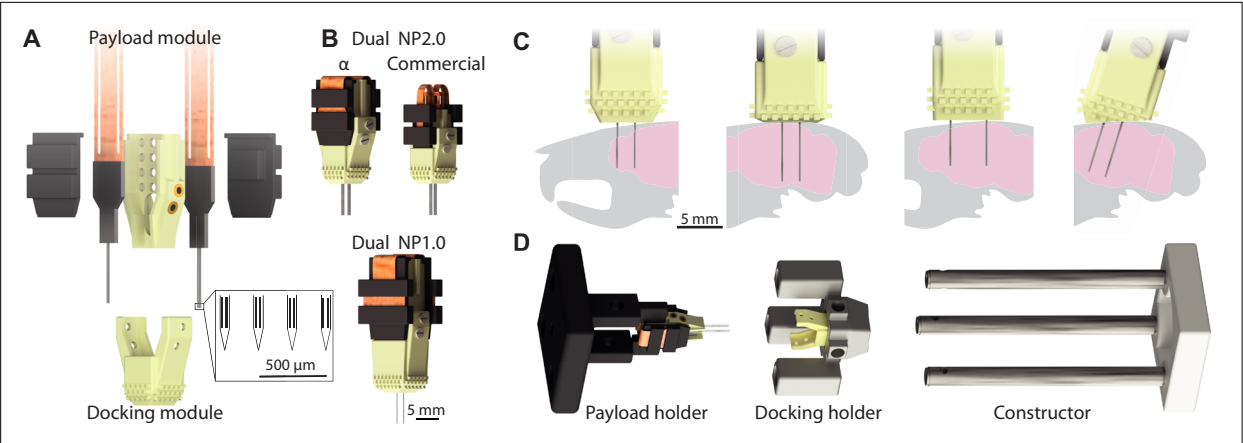 A
Payload module
500 µm
Docking module
B
Dual NP2.0
α
Commercial
Dual NP1.0
5 mm
C
5 mm
D
Payload holder
Docking holder
Constructor